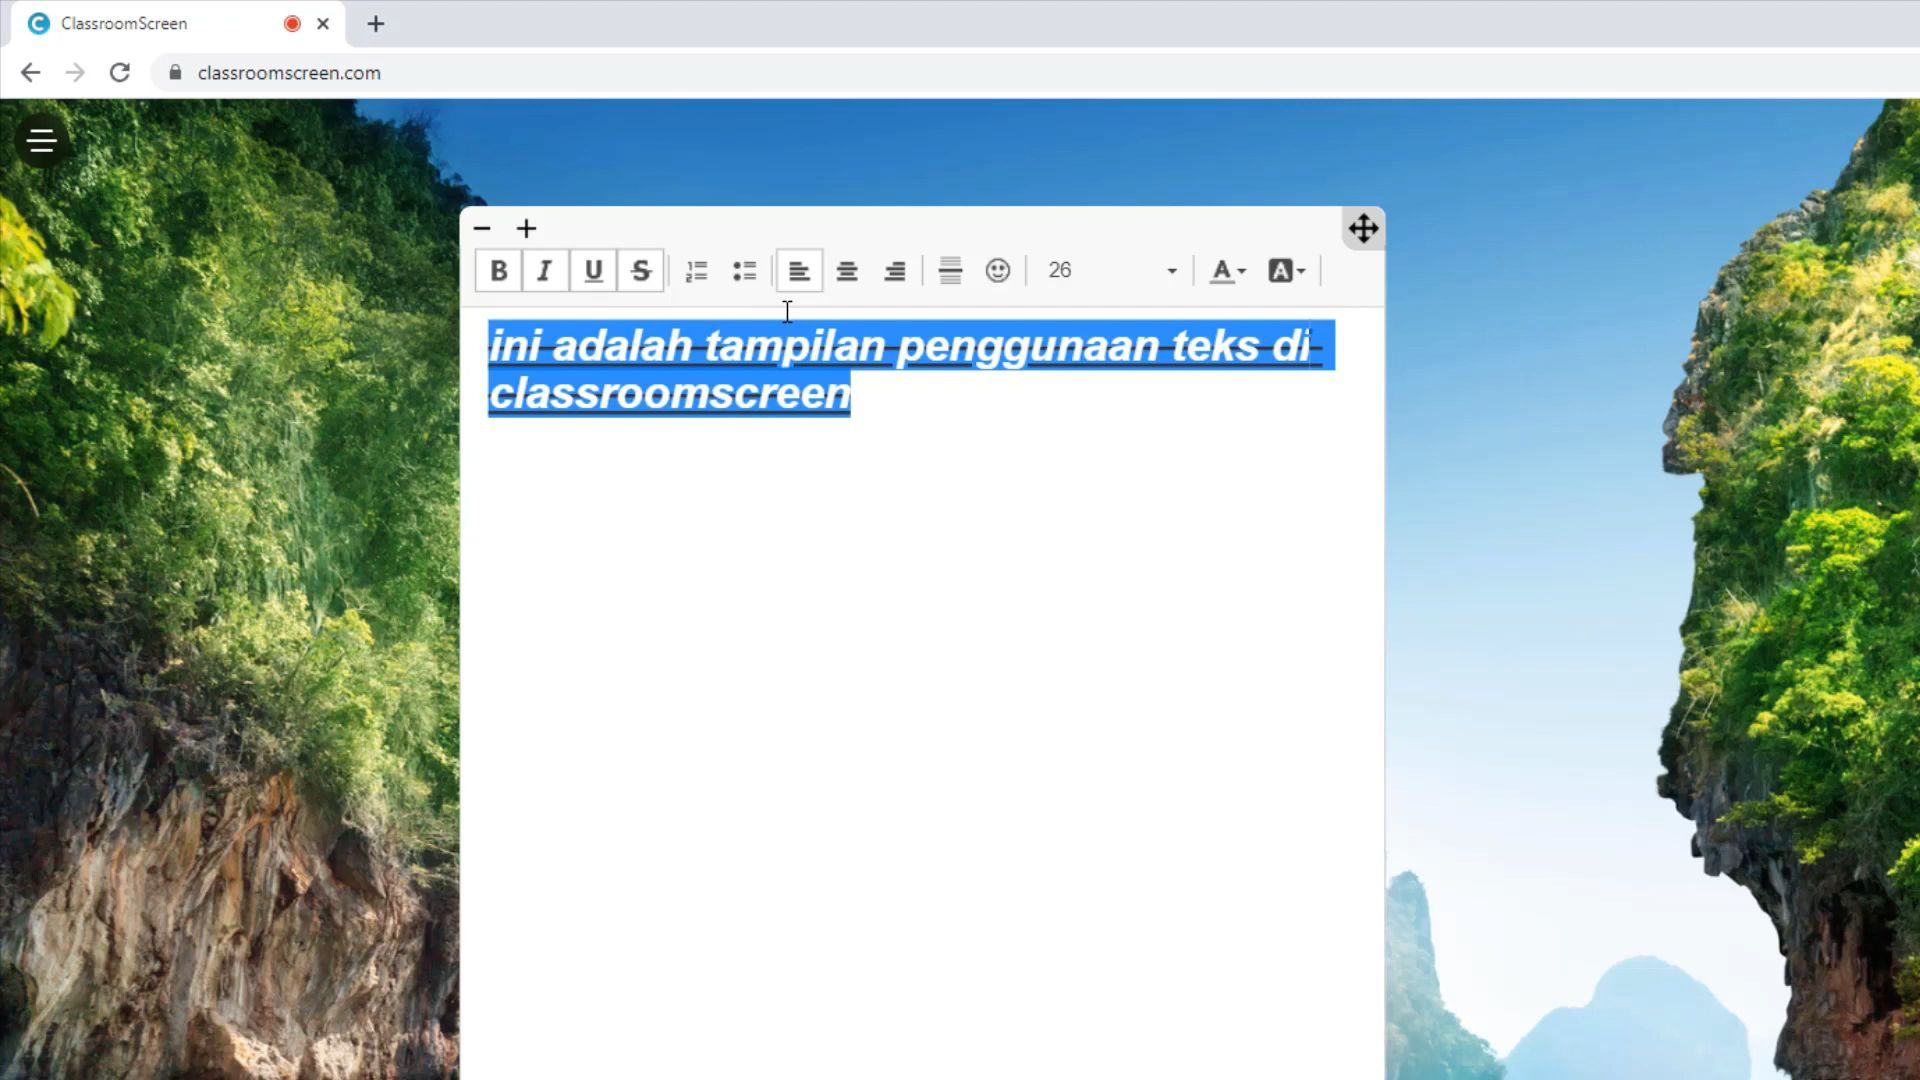 ClassroomScreen
classroomscreen.com
B I U S 26 A A
ini adalah tampilan penggunaan teks di
classroomscreen